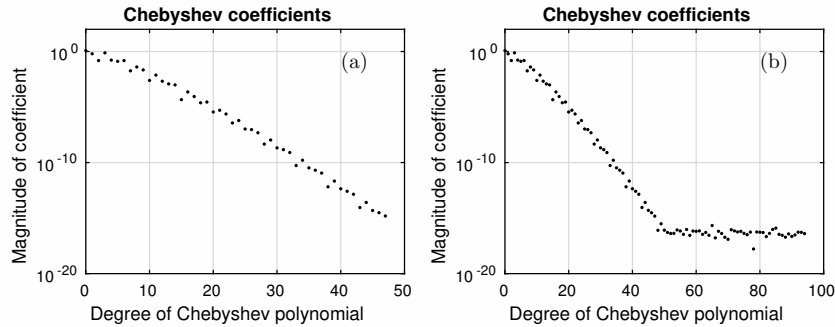 Chebyshev coefficients
(a)
10^0
10^-10
10^-20
Magnitude of coefficient
0 10 20 30 40 50
Degree of Chebyshev polynomial
Chebyshev coefficients
(b)
10^0
10^-10
10^-20
Magnitude of coefficient
0 20 40 60 80 100
Degree of Chebyshev polynomial